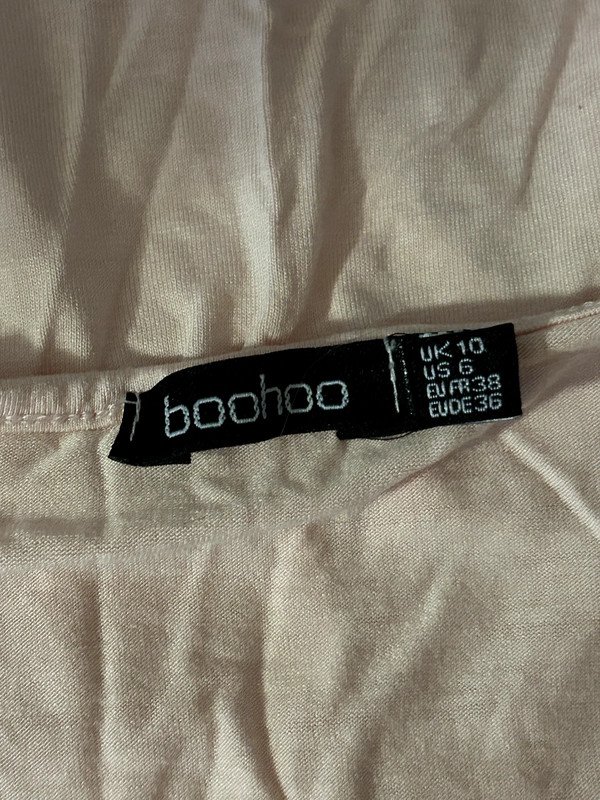 boohoo
UK 10
US 6
EU FR 38
EU DE 36